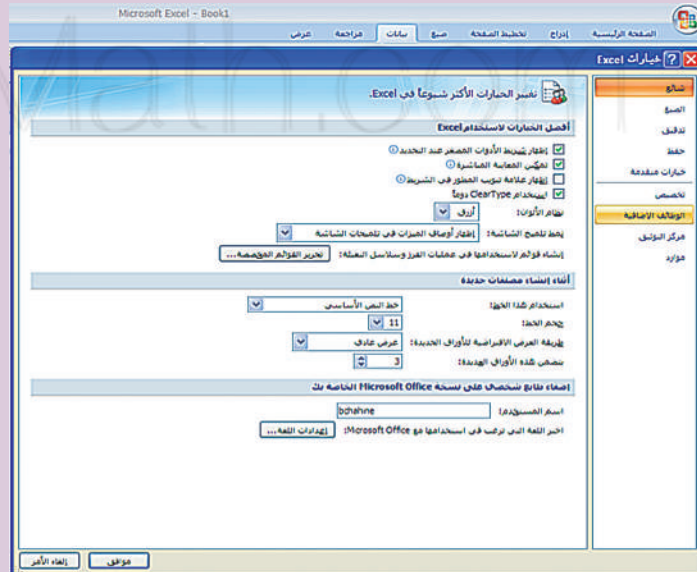 Microsoft Excel - Book1
الصفحة الرئيسية إدراج تخطيط الصفحة صيغ بيانات مراجعة عرض
خيارات Excel
شائع
الصيغ
تدقيق
حفظ
خيارات متقدمة
تخصيص
الوظائف الإضافية
مركز التوثيق
موارد
تغيير الخيارات الأكثر شيوعاً في Excel.
أفضل الخيارات لاستخدام Excel
إظهار شريط الأدوات المصغر عند التحديد
تمكين المعاينة المباشرة
إظهار علامة تبويب المطور في الشريط
استخدام ClearType دوماً
نظام الألوان: أزرق
نمط تلميح الشاشة: إظهار أوصاف الميزات في تلميحات الشاشة
إنشاء قوائم لاستخدامها في عمليات الفرز وسلاسل التعبئة: تحرير القوائم المخصصة...
أثناء إنشاء مصنفات جديدة
استخدام هذا الخط: خط النص الأساسي
حجم الخط: 11
طريقة العرض الافتراضية للأوراق الجديدة: عرض عادي
تضمين هذه الأوراق العديدة: 3
إضفاء طابع شخصي على نسخة Microsoft Office الخاصة بك
اسم المستخدم: bchahine
اختر اللغة التي ترغب في استخدامها مع Microsoft Office: إعدادات اللغة...
موافق إلغاء الأمر
Math.com